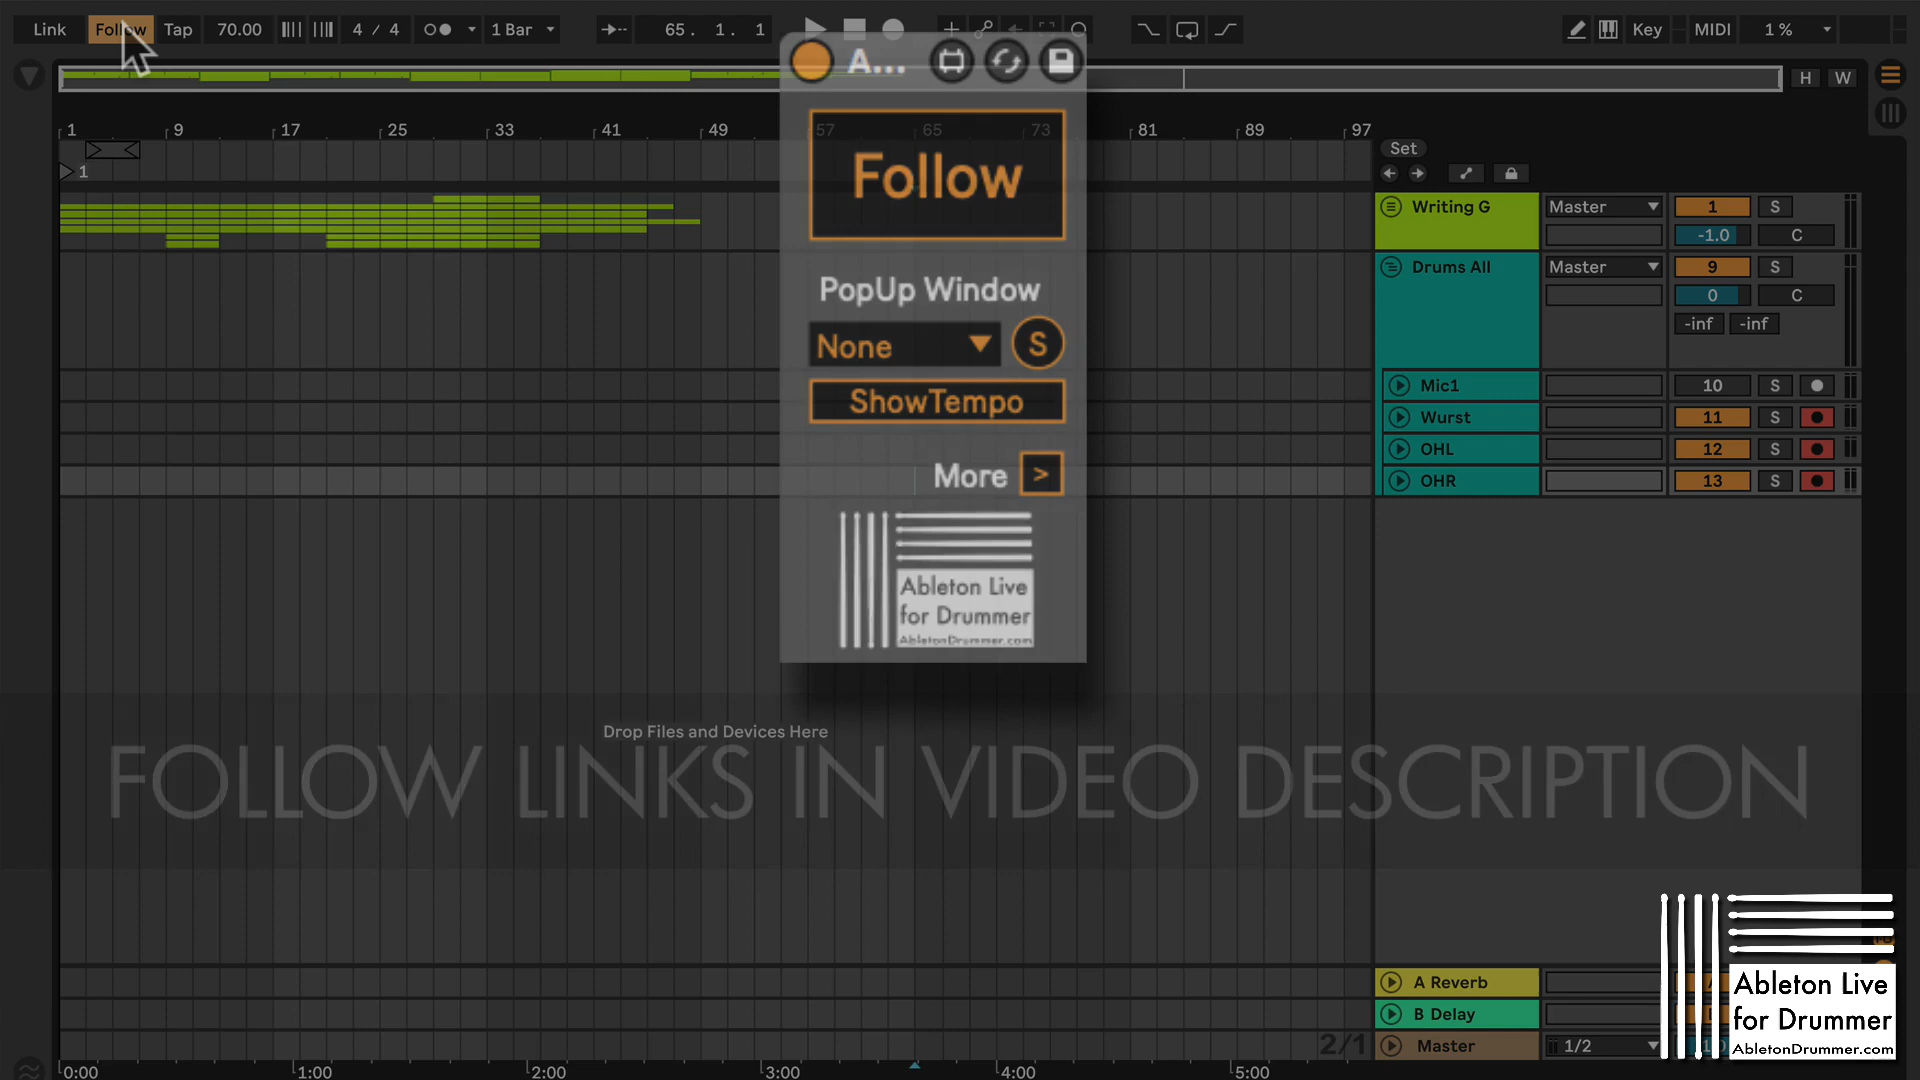 Link Follow Tap 70.00 4 / 4 1 Bar 65. 1. 1 Key MIDI 1 %
A...
H W
1 9 17 25 33 41 49 57 65 73 81 89 97
Set
1
Follow
PopUp Window
None S
ShowTempo
More >
Ableton Live
for Drummer
AbletonDrummer.com
Writing G Master 1 S
-1.0 C
Drums All Master 9 S
0 C
-inf -inf
Mic1 10 S
Wurst 11 S
OHL 12 S
OHR 13 S
Drop Files and Devices Here
FOLLOW LINKS IN VIDEO DESCRIPTION
A Reverb
B Delay
2/1 Master 1/2
0:00 1:00 2:00 3:00 4:00 5:00
Ableton Live
for Drummer
AbletonDrummer.com